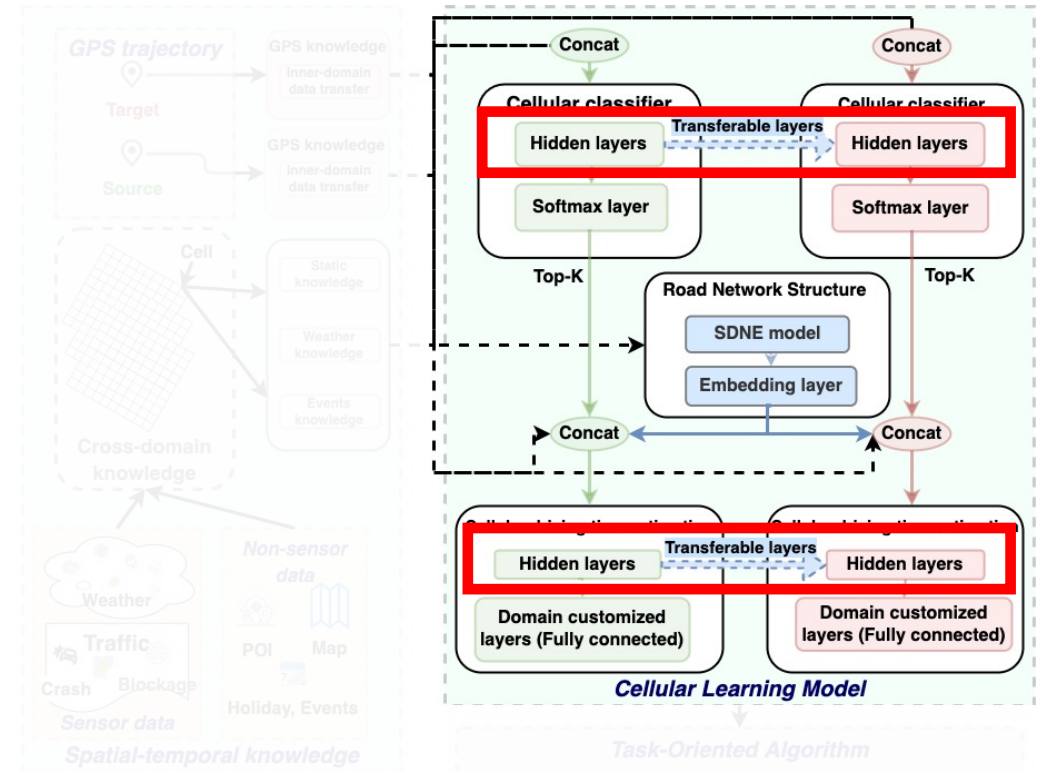 GPS trajectory
Target
Source
GPS knowledge
Inner-domain
data transfer
GPS knowledge
Inner-domain
data transfer
Cell
Cross-domain
knowledge
Static
knowledge
Weather
knowledge
Events
knowledge
Weather
Traffic
Crash
Blockage
Sensor data
Non-sensor
data
POI
Map
Holiday, Events
Spatial-temporal knowledge
Concat
Concat
Cellular classifier
Cellular classifier
Transferable layers
Hidden layers
Hidden layers
Softmax layer
Softmax layer
Top-K
Top-K
Road Network Structure
SDNE model
Embedding layer
Concat
Concat
Transferable layers
Hidden layers
Hidden layers
Domain customized
layers (Fully connected)
Domain customized
layers (Fully connected)
Cellular Learning Model
Task-Oriented Algorithm